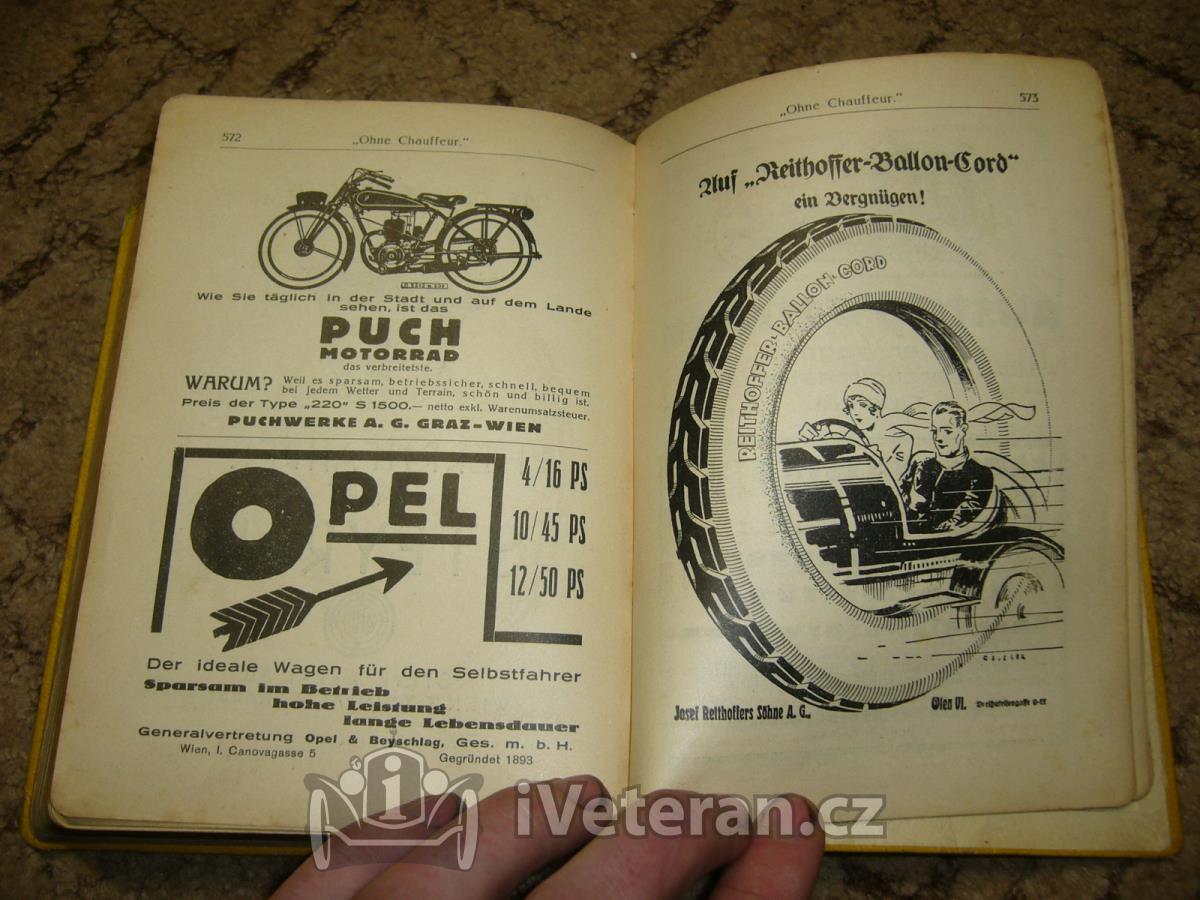 572
„Ohne Chauffeur."
Wie Sie täglich in der Stadt und auf dem Lande
sehen, ist das
PUCH
MOTORRAD
das verbreitetste.
WARUM? Weil es sparsam, betriebssicher, schnell, bequem
bei jedem Wetter und Terrain, schön und billig ist.
Preis der Type „220" S 1500.— netto exkl. Warenumsatzsteuer.
PUCHWERKE A. G. GRAZ-WIEN
OPEL
4/16 PS
10/45 PS
12/50 PS
Der ideale Wagen für den Selbstfahrer
Sparsam im Betrieb
hohe Leistung
lange Lebensdauer
Generalvertretung Opel & Beyschlag, Ges. m. b. H.
Wien, I. Canovagasse 5 Gegründet 1893
„Ohne Chauffeur."
573
Auf „Reithoffer-Ballon-Cord"
ein Vergnügen!
REITHOFFER-BALLON-CORD
Josef Reithoffers Söhne A. G., Wien VI.
iVeteran.cz